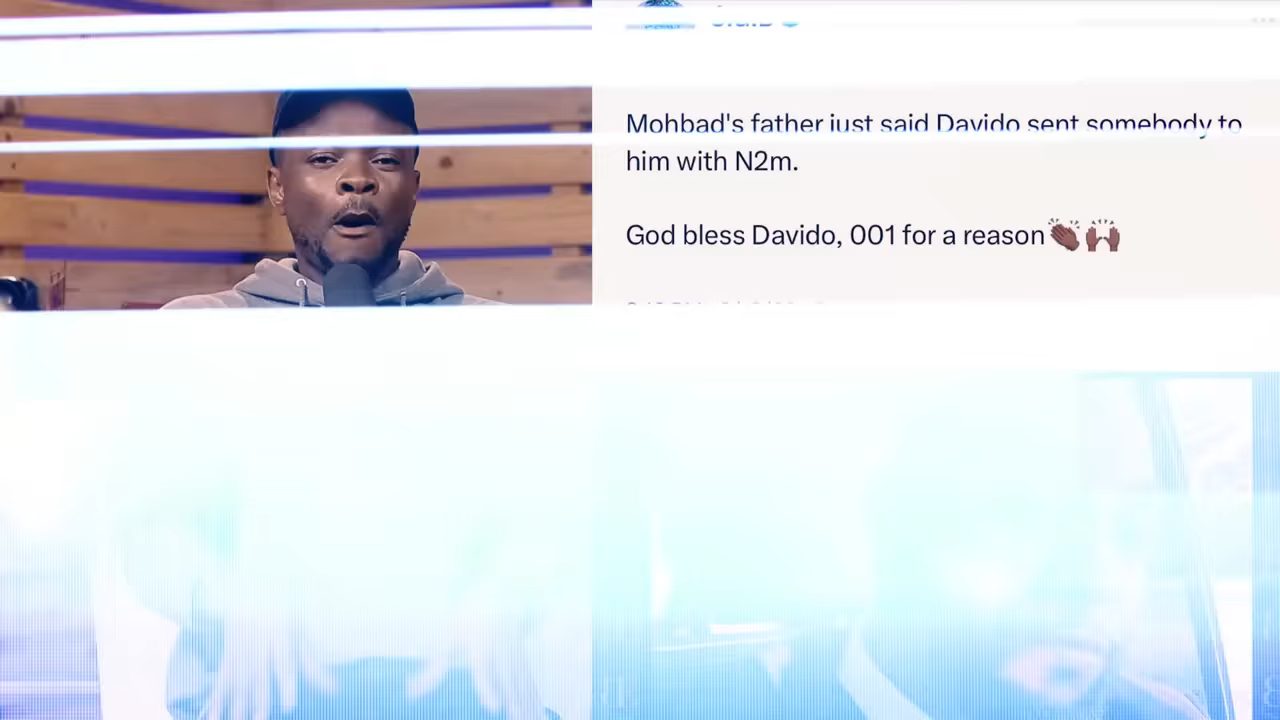 Mohbad's father just said Davido sent somebody to
him with N2m.
God bless Davido, 001 for a reason👏🏿🙌🏿